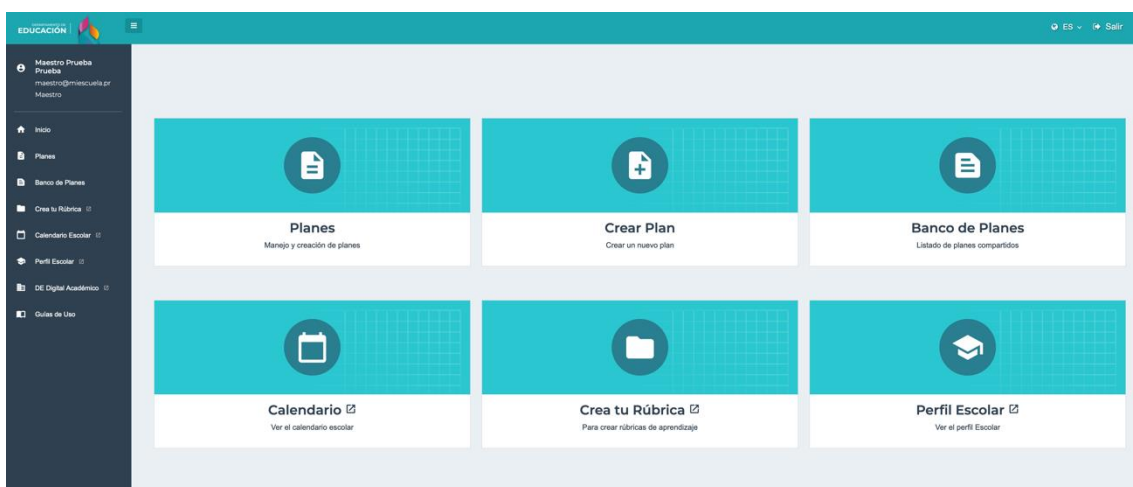 DEPARTAMENTO DE
EDUCACIÓN
ES
Salir
Maestro Prueba
Prueba
maestro@miescuela.pr
Maestro
Inicio
Planes
Banco de Planes
Crea tu Rúbrica
Calendario Escolar
Perfil Escolar
DE Digital Académico
Guías de Uso
Planes
Manejo y creación de planes
Crear Plan
Crear un nuevo plan
Banco de Planes
Listado de planes compartidos
Calendario
Ver el calendario escolar
Crea tu Rúbrica
Para crear rúbricas de aprendizaje
Perfil Escolar
Ver el perfil Escolar